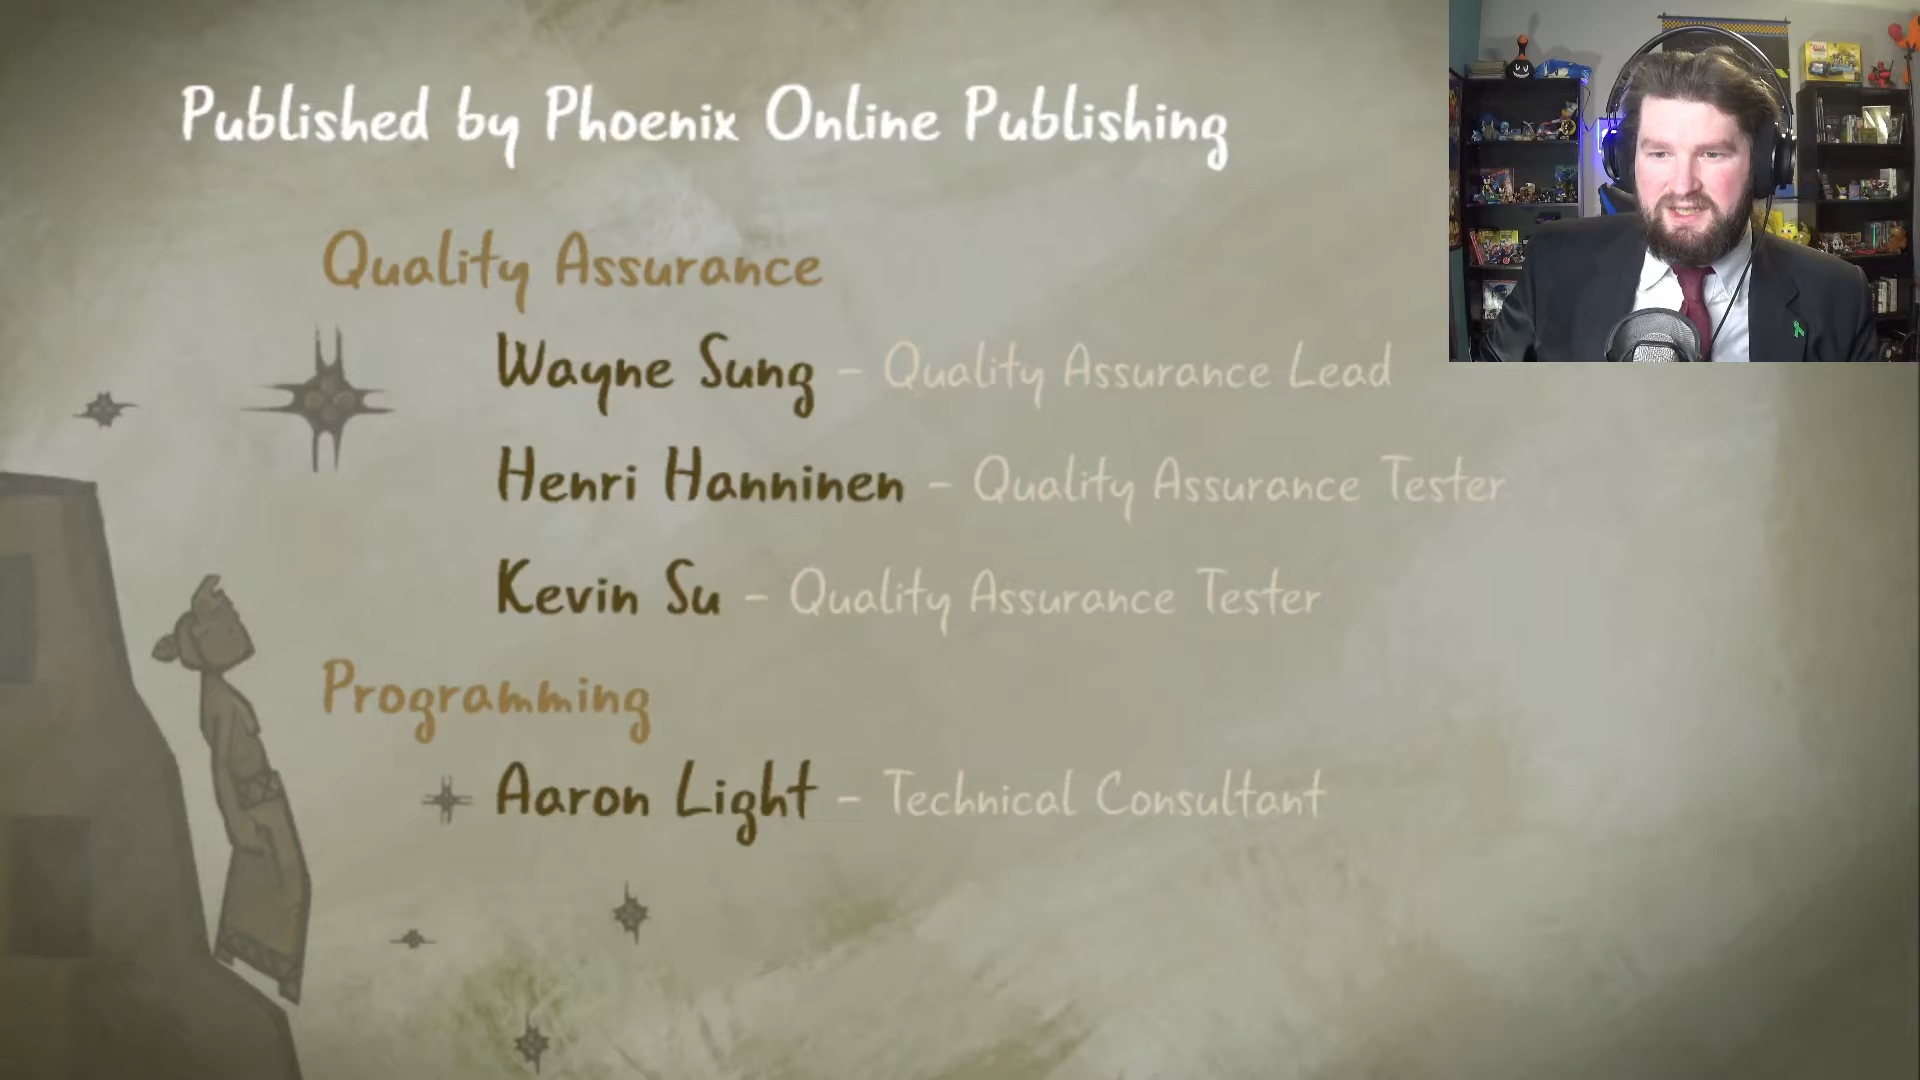 Published by Phoenix Online Publishing
Quality Assurance
Wayne Sung - Quality Assurance Lead
Henri Hanninen - Quality Assurance Tester
Kevin Su - Quality Assurance Tester
Programming
Aaron Light - Technical Consultant